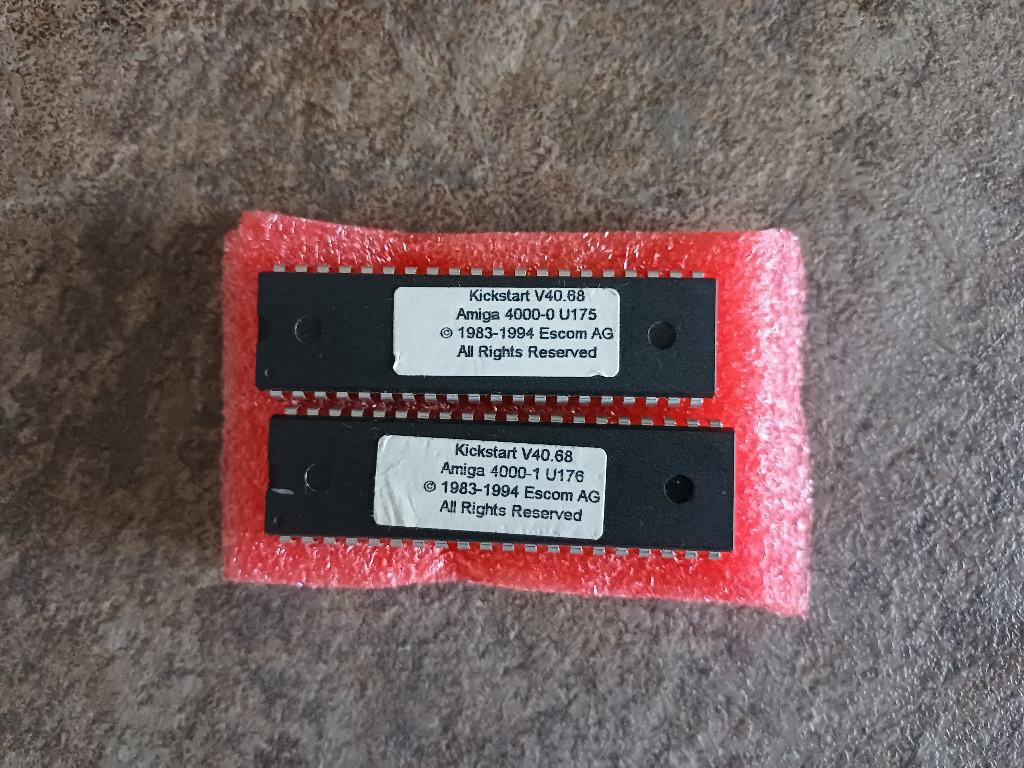 Kickstart V40.68
Amiga 4000-0 U175
© 1983-1994 Escom AG
All Rights Reserved
Kickstart V40.68
Amiga 4000-1 U176
© 1983-1994 Escom AG
All Rights Reserved